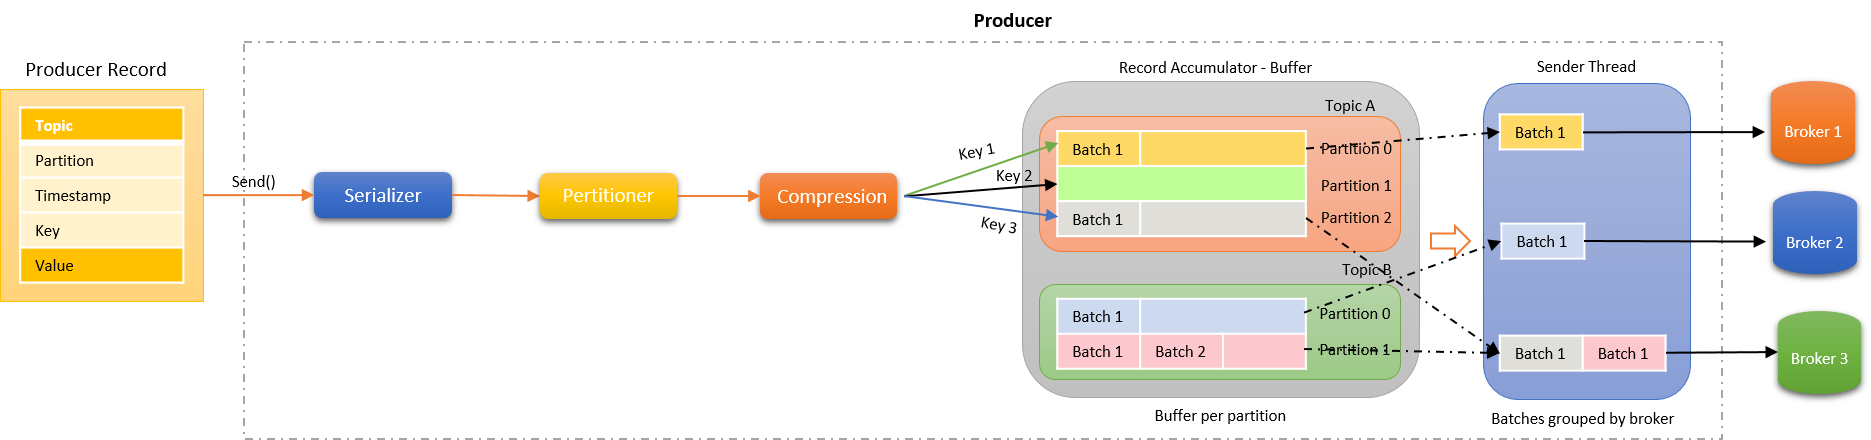 Producer
Producer Record
Topic
Partition
Timestamp
Key
Value
Send()
Serializer
Pertitioner
Compression
Key 1
Key 2
Key 3
Record Accumulator - Buffer
Topic A
Batch 1
Partition 0
Partition 1
Batch 1
Partition 2
Topic B
Batch 1
Partition 0
Batch 1 Batch 2
Partition 1
Buffer per partition
Sender Thread
Batch 1
Batch 1
Batch 1 Batch 1
Batches grouped by broker
Broker 1
Broker 2
Broker 3